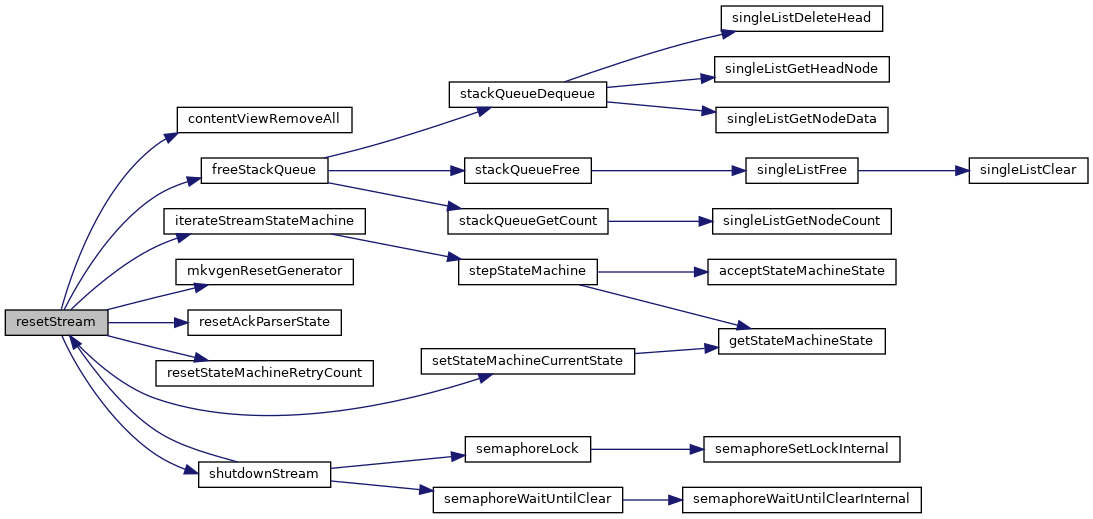 singleListDeleteHead
singleListGetHeadNode
stackQueueDequeue
contentViewRemoveAll
singleListGetNodeData
freeStackQueue
stackQueueFree
singleListFree
singleListClear
iterateStreamStateMachine
stackQueueGetCount
singleListGetNodeCount
mkvgenResetGenerator
stepStateMachine
acceptStateMachineState
resetStream
resetAckParserState
getStateMachineState
setStateMachineCurrentState
resetStateMachineRetryCount
semaphoreLock
semaphoreSetLockInternal
shutdownStream
semaphoreWaitUntilClear
semaphoreWaitUntilClearInternal